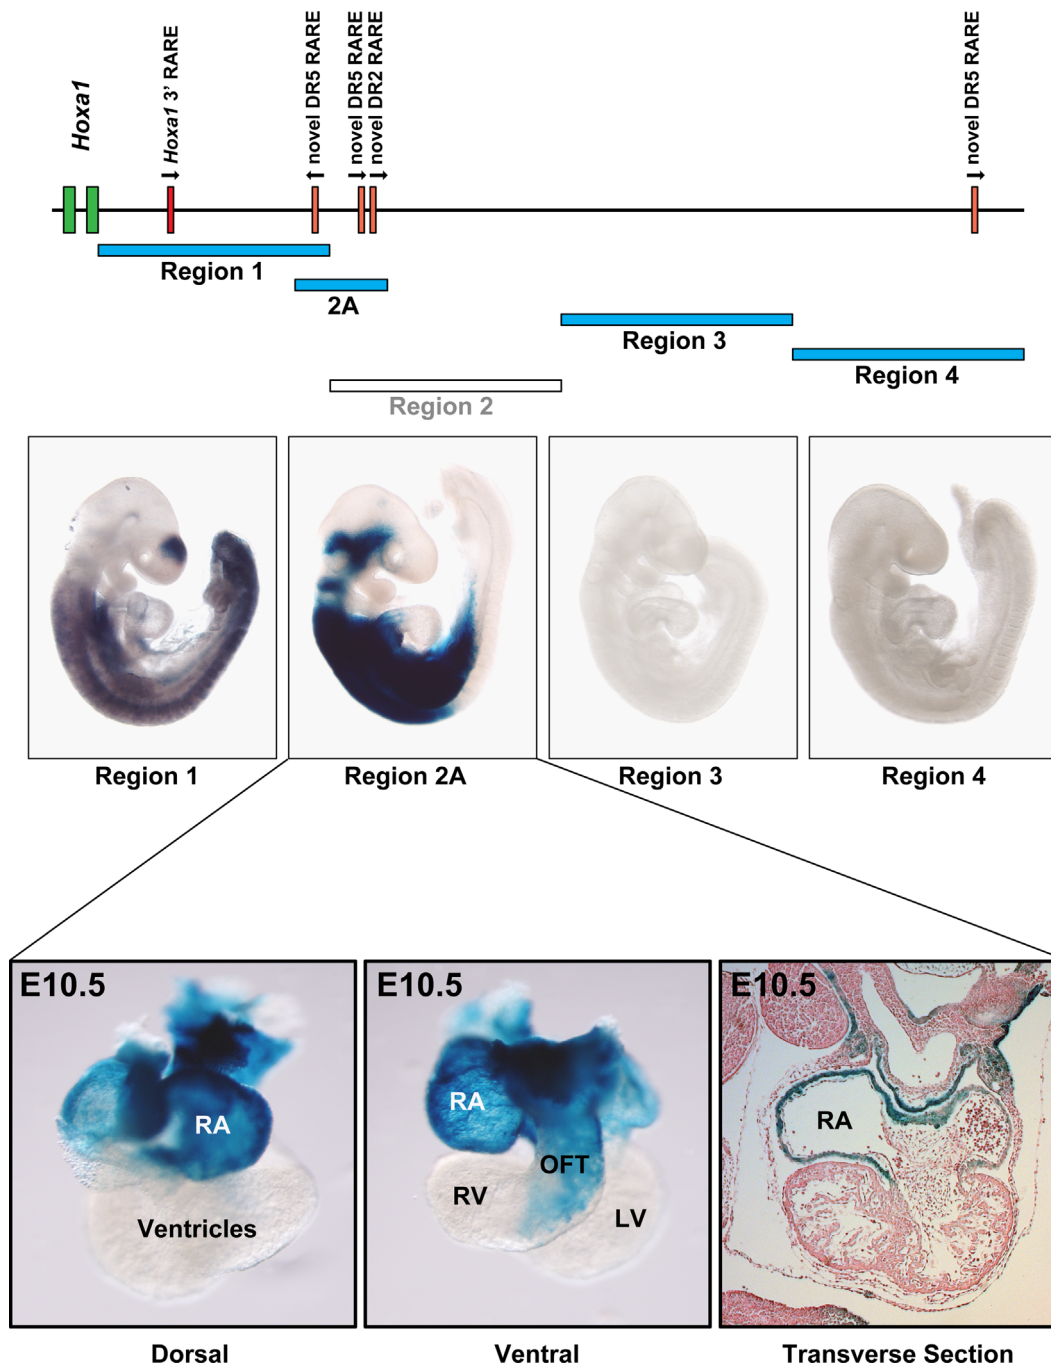 Hoxa1
Hoxa1 3' RARE
novel DR5 RARE
novel DR5 RARE
novel DR2 RARE
novel DR5 RARE
Region 1
2A
Region 3
Region 4
Region 2
Region 1
Region 2A
Region 3
Region 4
E10.5
RA
Ventricles
E10.5
RA
OFT
RV
LV
E10.5
RA
Dorsal
Ventral
Transverse Section